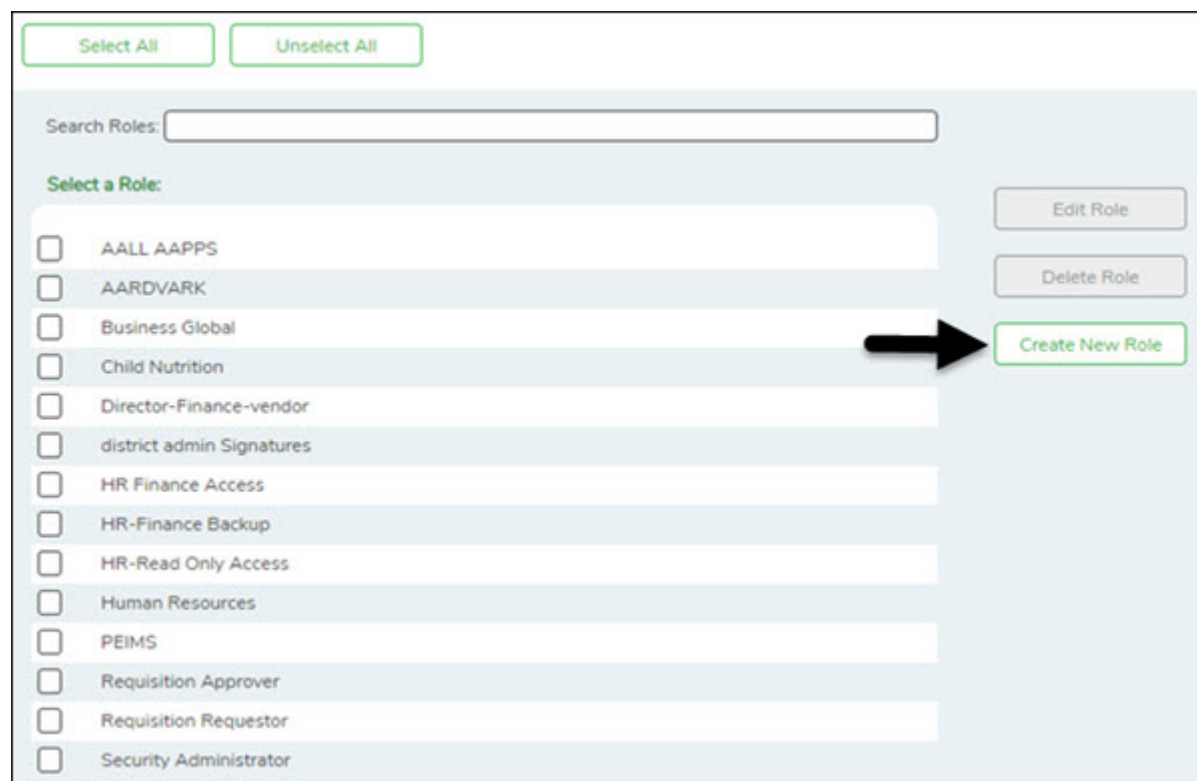 Select All Unselect All
Search Roles:
Select a Role:
Edit Role
AALL AAPPS
AARDVARK
Delete Role
Business Global
Create New Role
Child Nutrition
Director-Finance-vendor
district admin Signatures
HR Finance Access
HR-Finance Backup
HR-Read Only Access
Human Resources
PEIMS
Requisition Approver
Requisition Requestor
Security Administrator